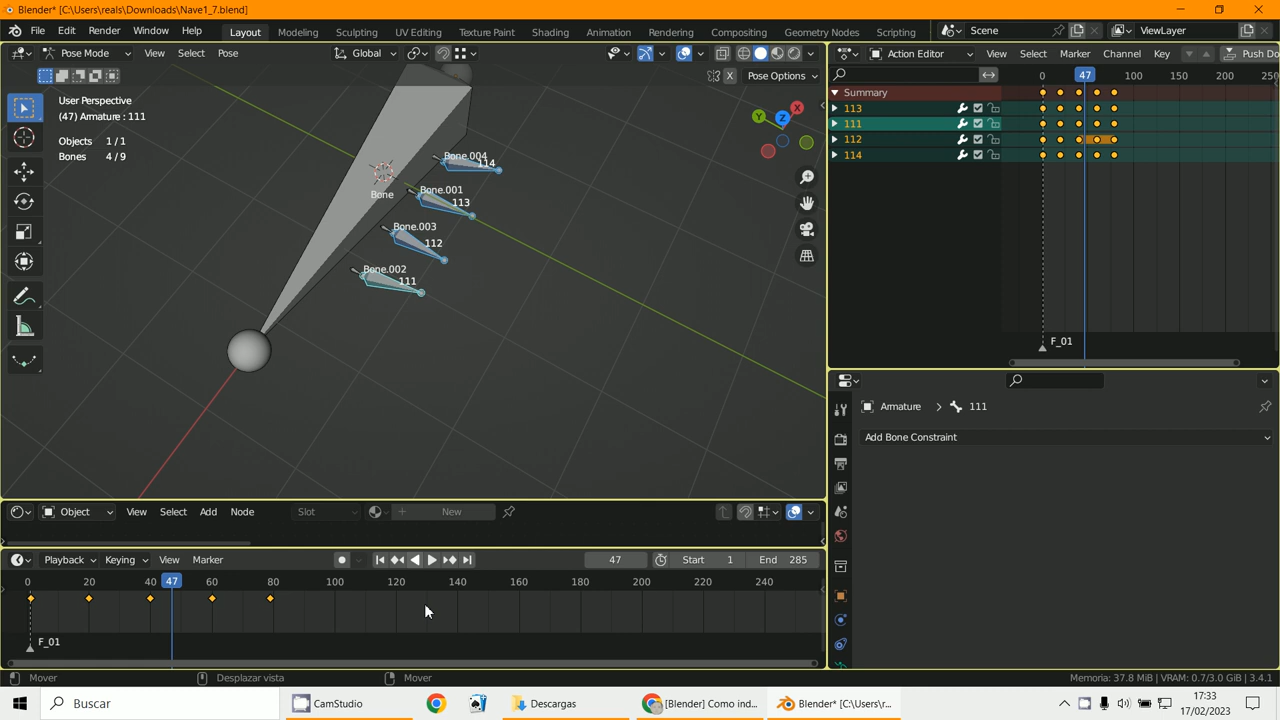 Blender* [C:\Users\reals\Downloads\Nave1_7.blend]
File Edit Render Window Help Layout Modeling Sculpting UV Editing Texture Paint Shading Animation Rendering Compositing Geometry Nodes Scripting Scene ViewLayer
Pose Mode View Select Pose Global
Pose Options
User Perspective
(47) Armature : 111
Objects 1/1
Bones 4/9
X
Y
Z
X
Bone.004
114
Bone.001
113
Bone
Bone.003
112
Bone.002
111
Action Editor View Select Marker Channel Key Push Do
0 47 100 150 200 250
Summary
113
111
112
114
F_01
Armature > 111
Add Bone Constraint
Object View Select Add Node Slot New
Playback Keying View Marker 47 Start 1 End 285
0 20 40 47 60 80 100 120 140 160 180 200 220 240
F_01
Mover Desplazar vista Mover Memoria: 37.8 MiB | VRAM: 0.7/3.0 GiB | 3.4.1
Buscar CamStudio Descargas [Blender] Como ind... Blender* [C:\Users\r...
17:33
17/02/2023